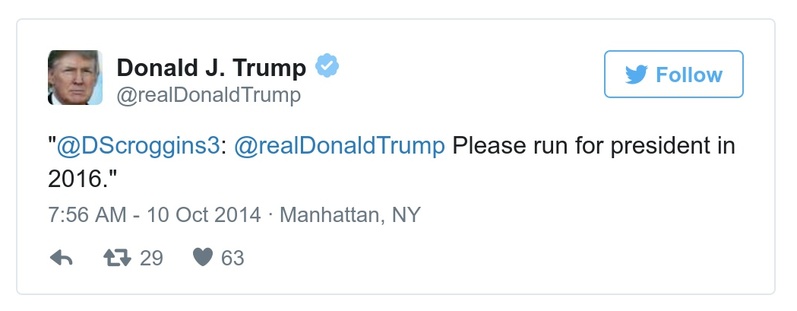 Donald J. Trump
@realDonaldTrump
Follow
"@DScroggins3: @realDonaldTrump Please run for president in
2016."
7:56 AM - 10 Oct 2014 · Manhattan, NY
29 63